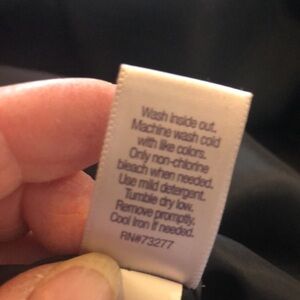 Wash inside out.
Machine wash cold
with like colors.
Only non-chlorine
bleach when needed.
Use mild detergent.
Tumble dry low.
Remove promptly.
Cool Iron if needed.
RN#73277